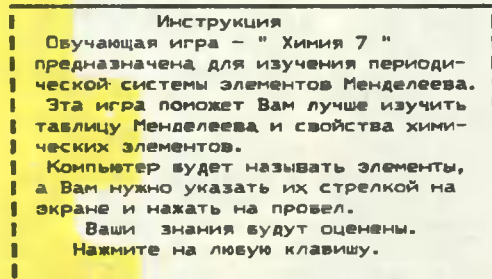 Инструкция
Обучающая игра - " Химия 7 "
предназначена для изучения периоди-
ческой системы элементов Менделеева.
Эта игра поможет Вам лучше изучить
таблицу Менделеева и свойства хими-
ческих элементов.
Компьютер будет называть элементы,
а Вам нужно указать их стрелкой на
экране и нажать на пробел.
Ваши знания будут оценены.
Нажмите на любую клавишу.